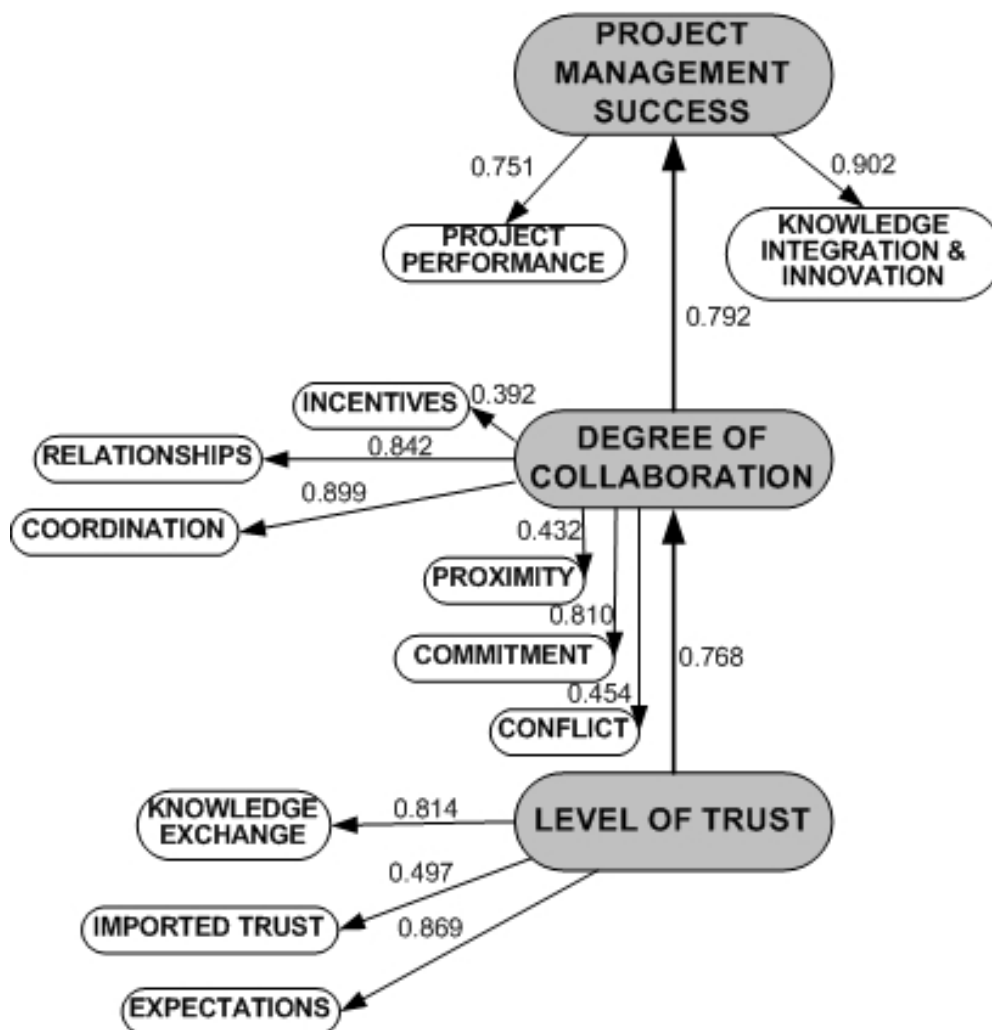 PROJECT
MANAGEMENT
SUCCESS
0.751
0.902
PROJECT
PERFORMANCE
KNOWLEDGE
INTEGRATION &
INNOVATION
0.792
INCENTIVES
0.392
RELATIONSHIPS
0.842
DEGREE OF
COLLABORATION
COORDINATION
0.899
0.432
PROXIMITY
0.810
COMMITMENT
0.768
0.454
CONFLICT
KNOWLEDGE
EXCHANGE
0.814
LEVEL OF TRUST
0.497
IMPORTED TRUST
0.869
EXPECTATIONS